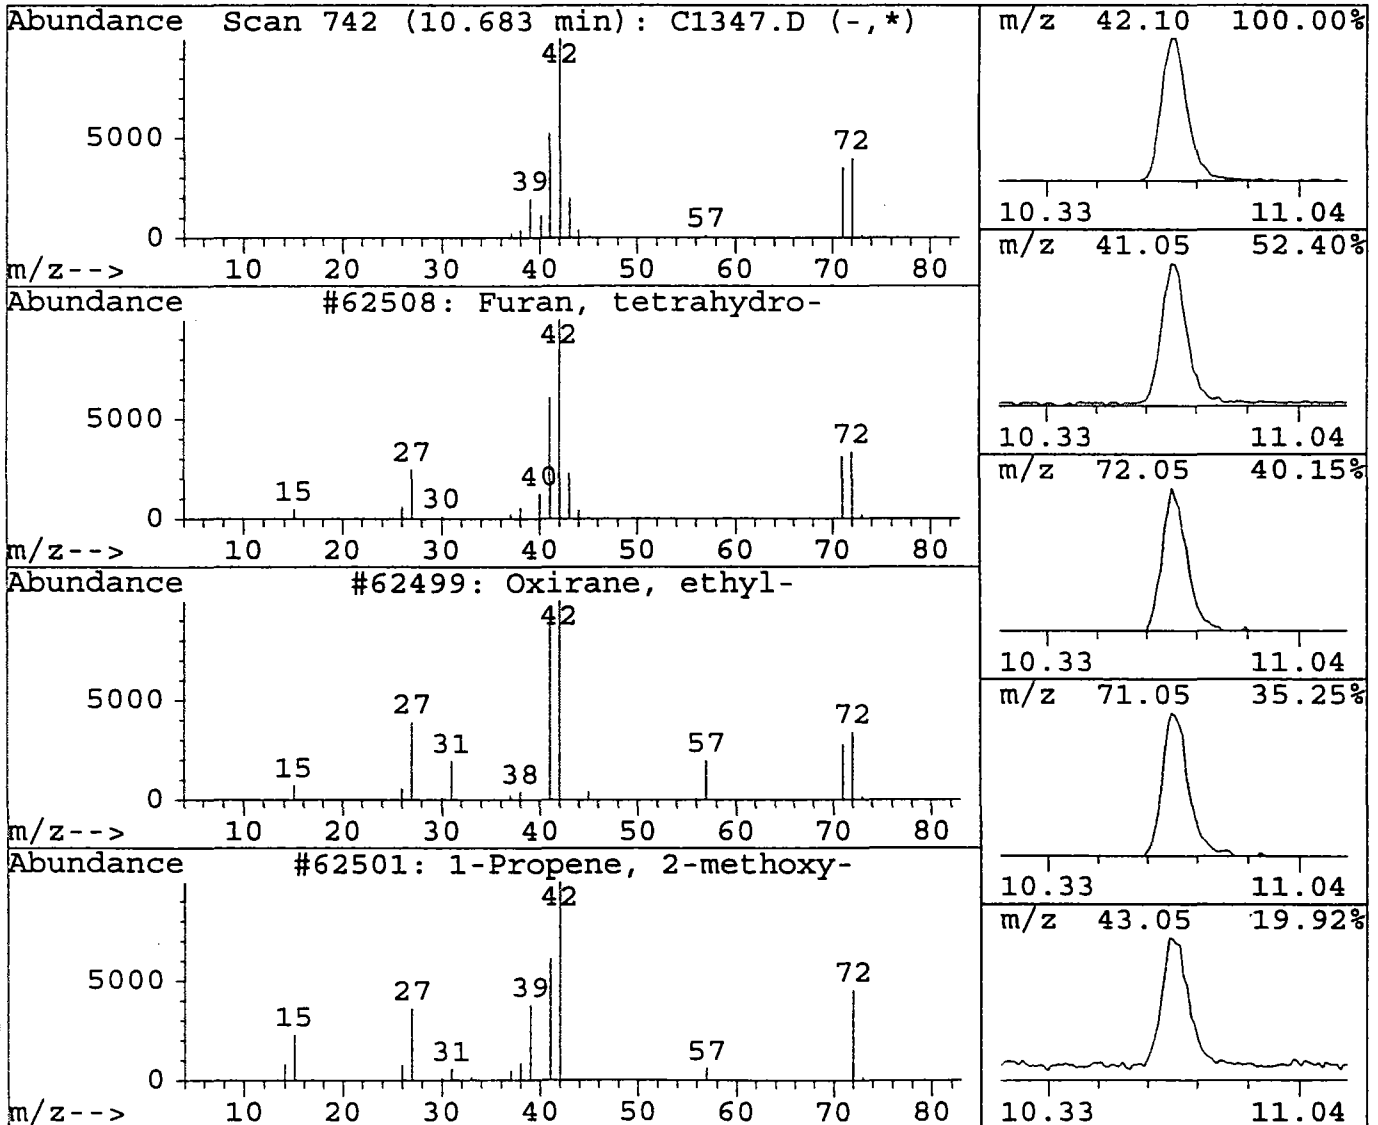 Abundance Scan 742 (10.683 min): C1347.D (-,*)
42
5000
72
39
57
0
m/z--> 10 20 30 40 50 60 70 80
Abundance #62508: Furan, tetrahydro-
42
5000
72
27
40
15
30
0
m/z--> 10 20 30 40 50 60 70 80
Abundance #62499: Oxirane, ethyl-
42
5000
27
72
31
57
15
38
0
m/z--> 10 20 30 40 50 60 70 80
Abundance #62501: 1-Propene, 2-methoxy-
42
5000
72
27
39
15
31
57
0
m/z--> 10 20 30 40 50 60 70 80
m/z 42.10 100.00%
10.33 11.04
m/z 41.05 52.40%
10.33 11.04
m/z 72.05 40.15%
10.33 11.04
m/z 71.05 35.25%
10.33 11.04
m/z 43.05 19.92%
10.33 11.04